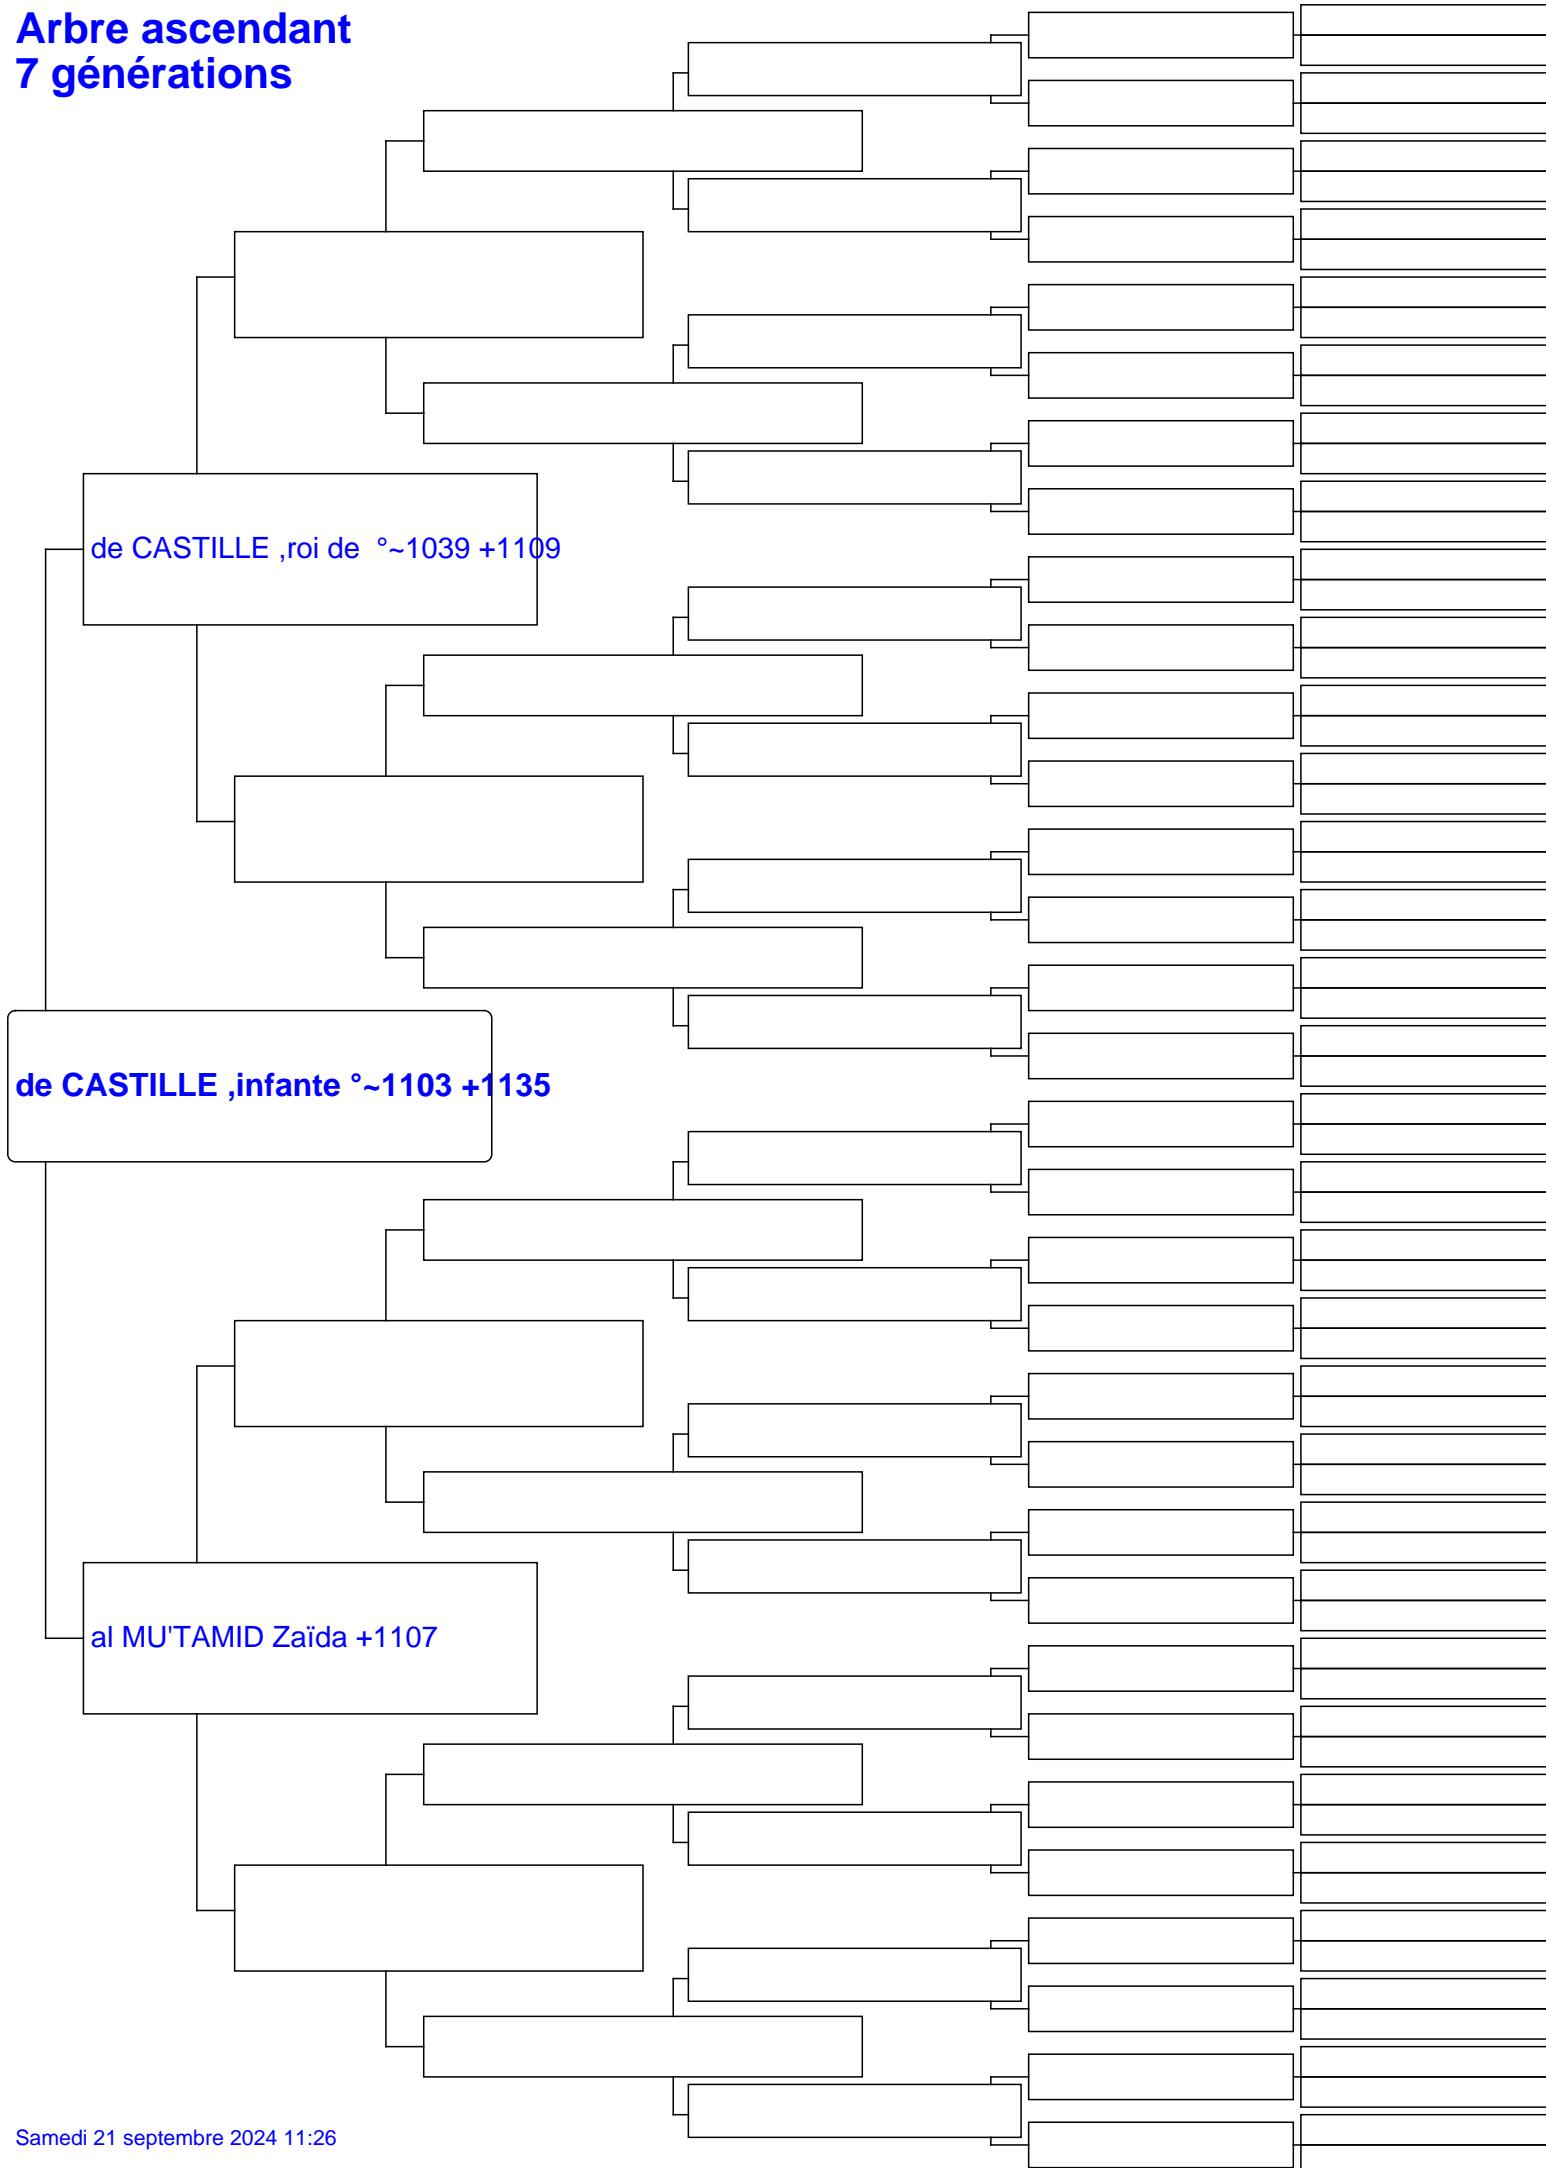 Arbre ascendant
7 générations
de CASTILLE ,roi de  °~1039 +1109
de CASTILLE ,infante °~1103 +1135
al MU'TAMID Zaïda +1107
Samedi 21 septembre 2024 11:26